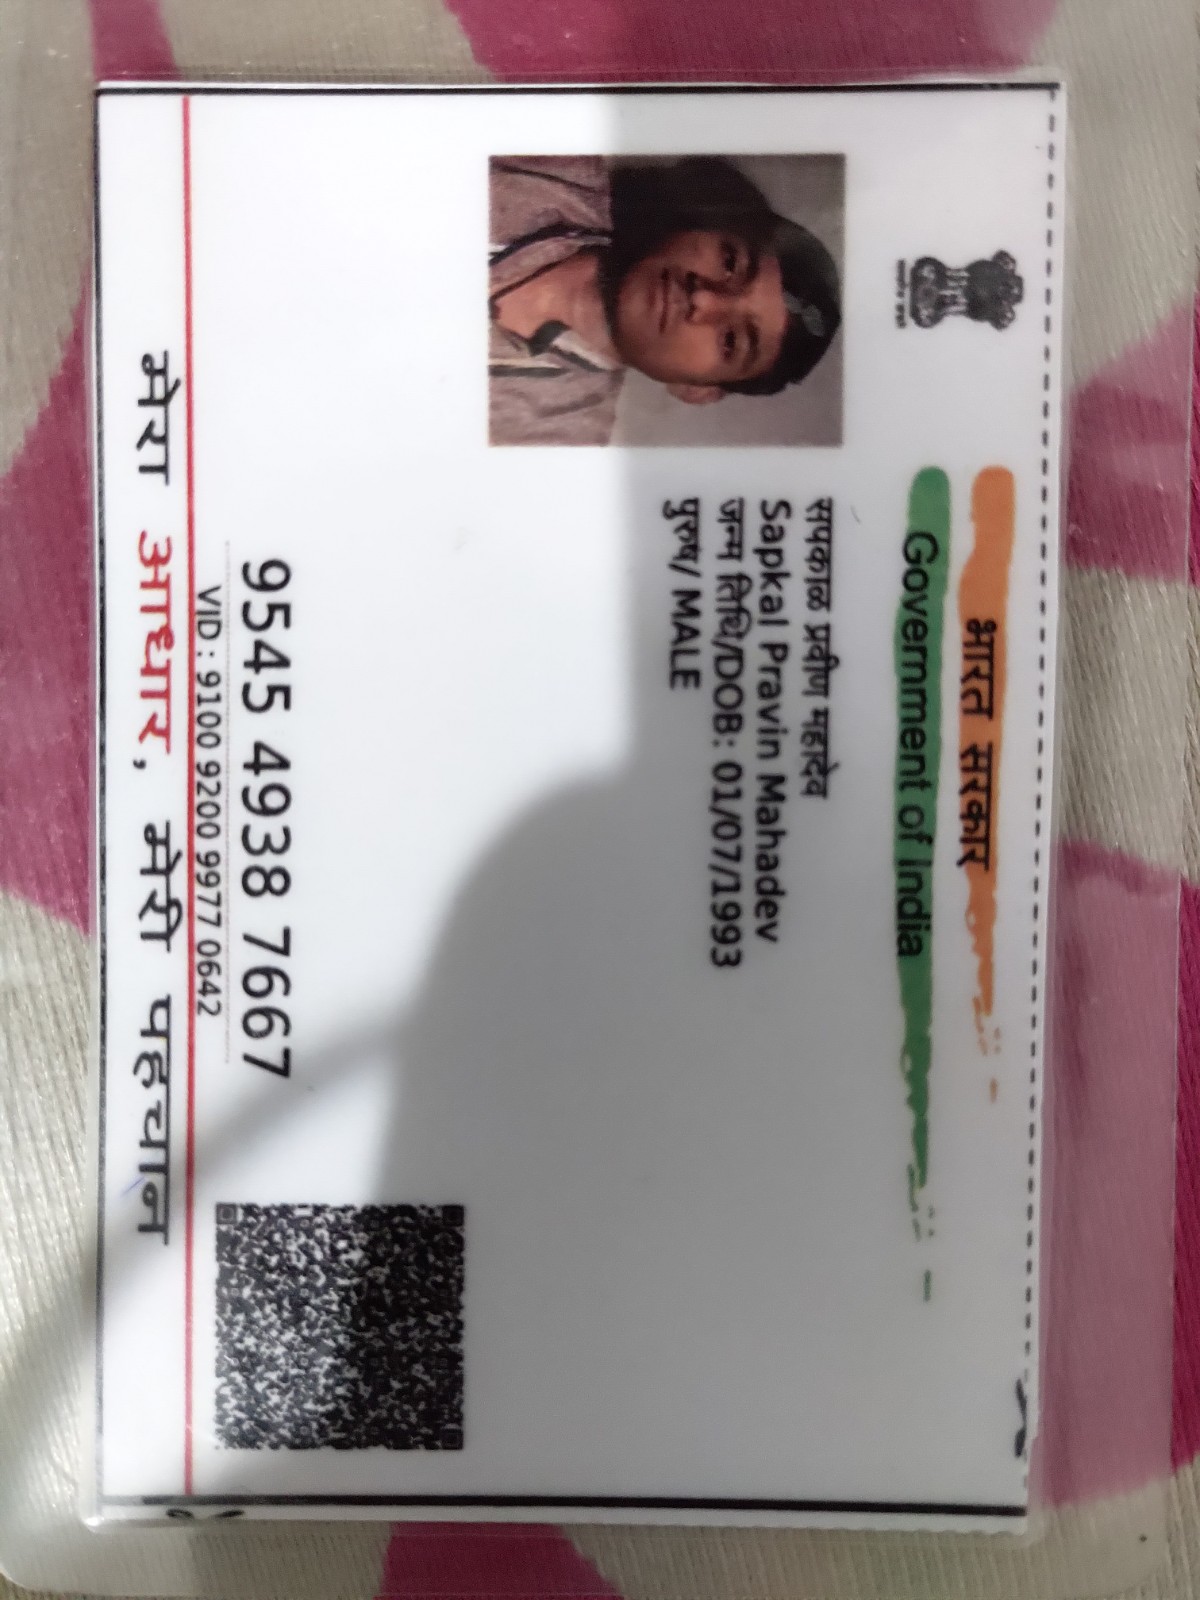 भारत सरकार
Government of India
सपकाळ प्रवीण महादेव
Sapkal Pravin Mahadev
जन्म तिथि/DOB: 01/07/1993
पुरुष/ MALE
9545 4938 7667
VID : 9100 9200 9977 0642
मेरा आधार, मेरी पहचान